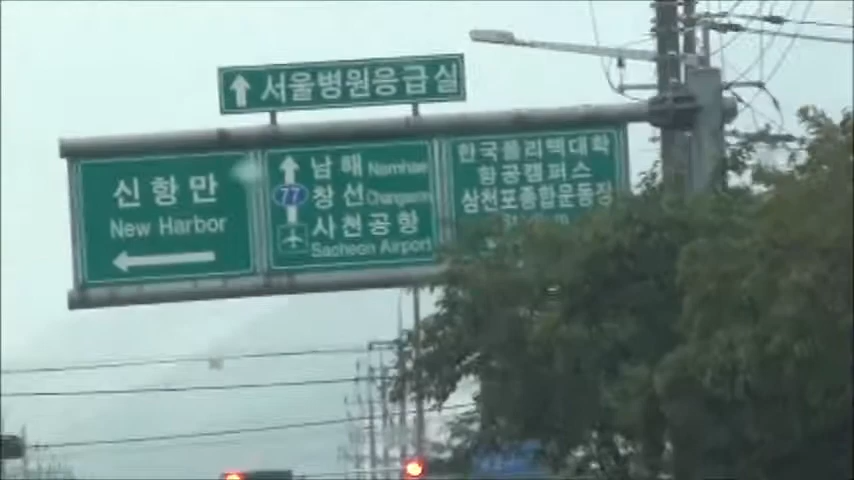 서울병원응급실
신항만
New Harbor
남해 Namhae
77
창선 Changseon
사천공항
Sacheon Airport
한국폴리텍대학
항공캠퍼스
삼천포종합운동장
Stadium